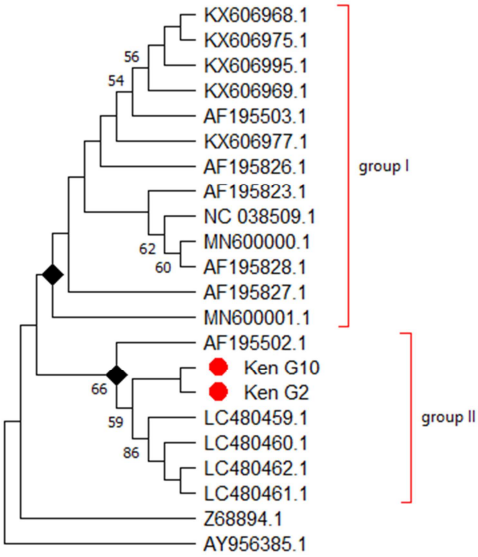 KX606968.1
KX606975.1
56
KX606995.1
54
KX606969.1
AF195503.1
KX606977.1
group I
AF195826.1
AF195823.1
NC 038509.1
MN600000.1
62
60
AF195828.1
AF195827.1
MN600001.1
AF195502.1
Ken G10
66
Ken G2
59
LC480459.1
group II
LC480460.1
86
LC480462.1
LC480461.1
Z68894.1
AY956385.1